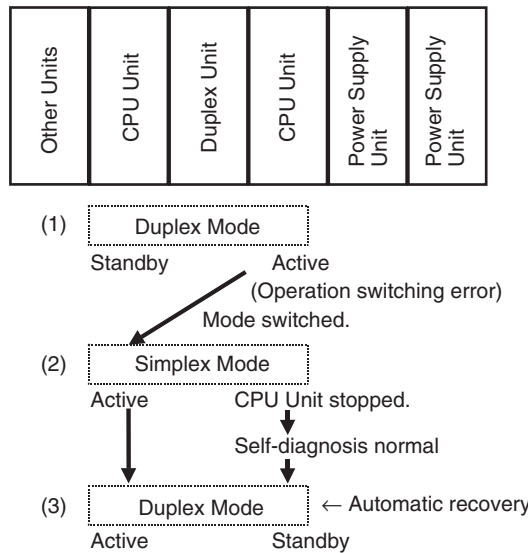 Other Units
CPU Unit
Duplex Unit
CPU Unit
Power Supply
Unit
Power Supply
Unit
(1) Duplex Mode
Standby Active
(Operation switching error)
Mode switched.
(2) Simplex Mode
Active CPU Unit stopped.
Self-diagnosis normal
(3) Duplex Mode ← Automatic recovery
Active Standby